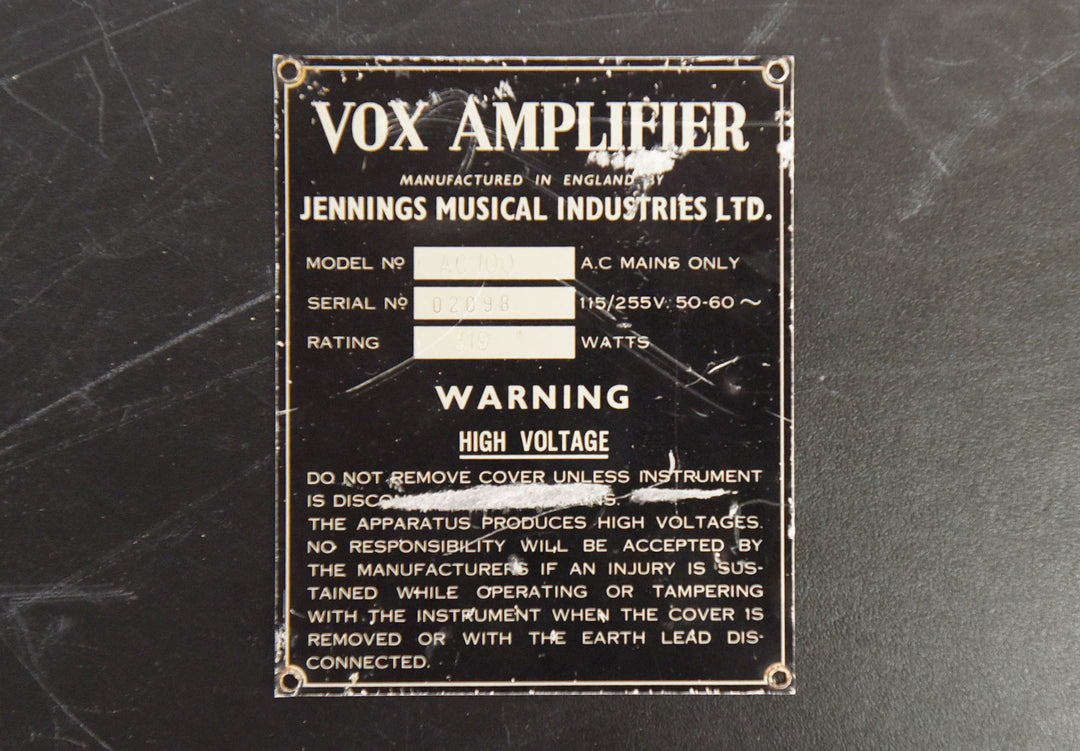 VOX AMPLIFIER
MANUFACTURED IN ENGLAND BY
JENNINGS MUSICAL INDUSTRIES LTD.
MODEL Nº AC100 A.C MAINS ONLY
SERIAL Nº 02098 115/255V. 50-60~
RATING WATTS
WARNING
HIGH VOLTAGE
DO NOT REMOVE COVER UNLESS INSTRUMENT
IS
THE APPARATUS PRODUCES HIGH VOLTAGES.
NO RESPONSIBILITY WILL BE ACCEPTED BY
THE MANUFACTURERS IF AN INJURY IS SUS-
TAINED WHILE OPERATING OR TAMPERING
WITH THE INSTRUMENT WHEN THE COVER IS
REMOVED OR WITH THE EARTH LEAD DIS-
CONNECTED.